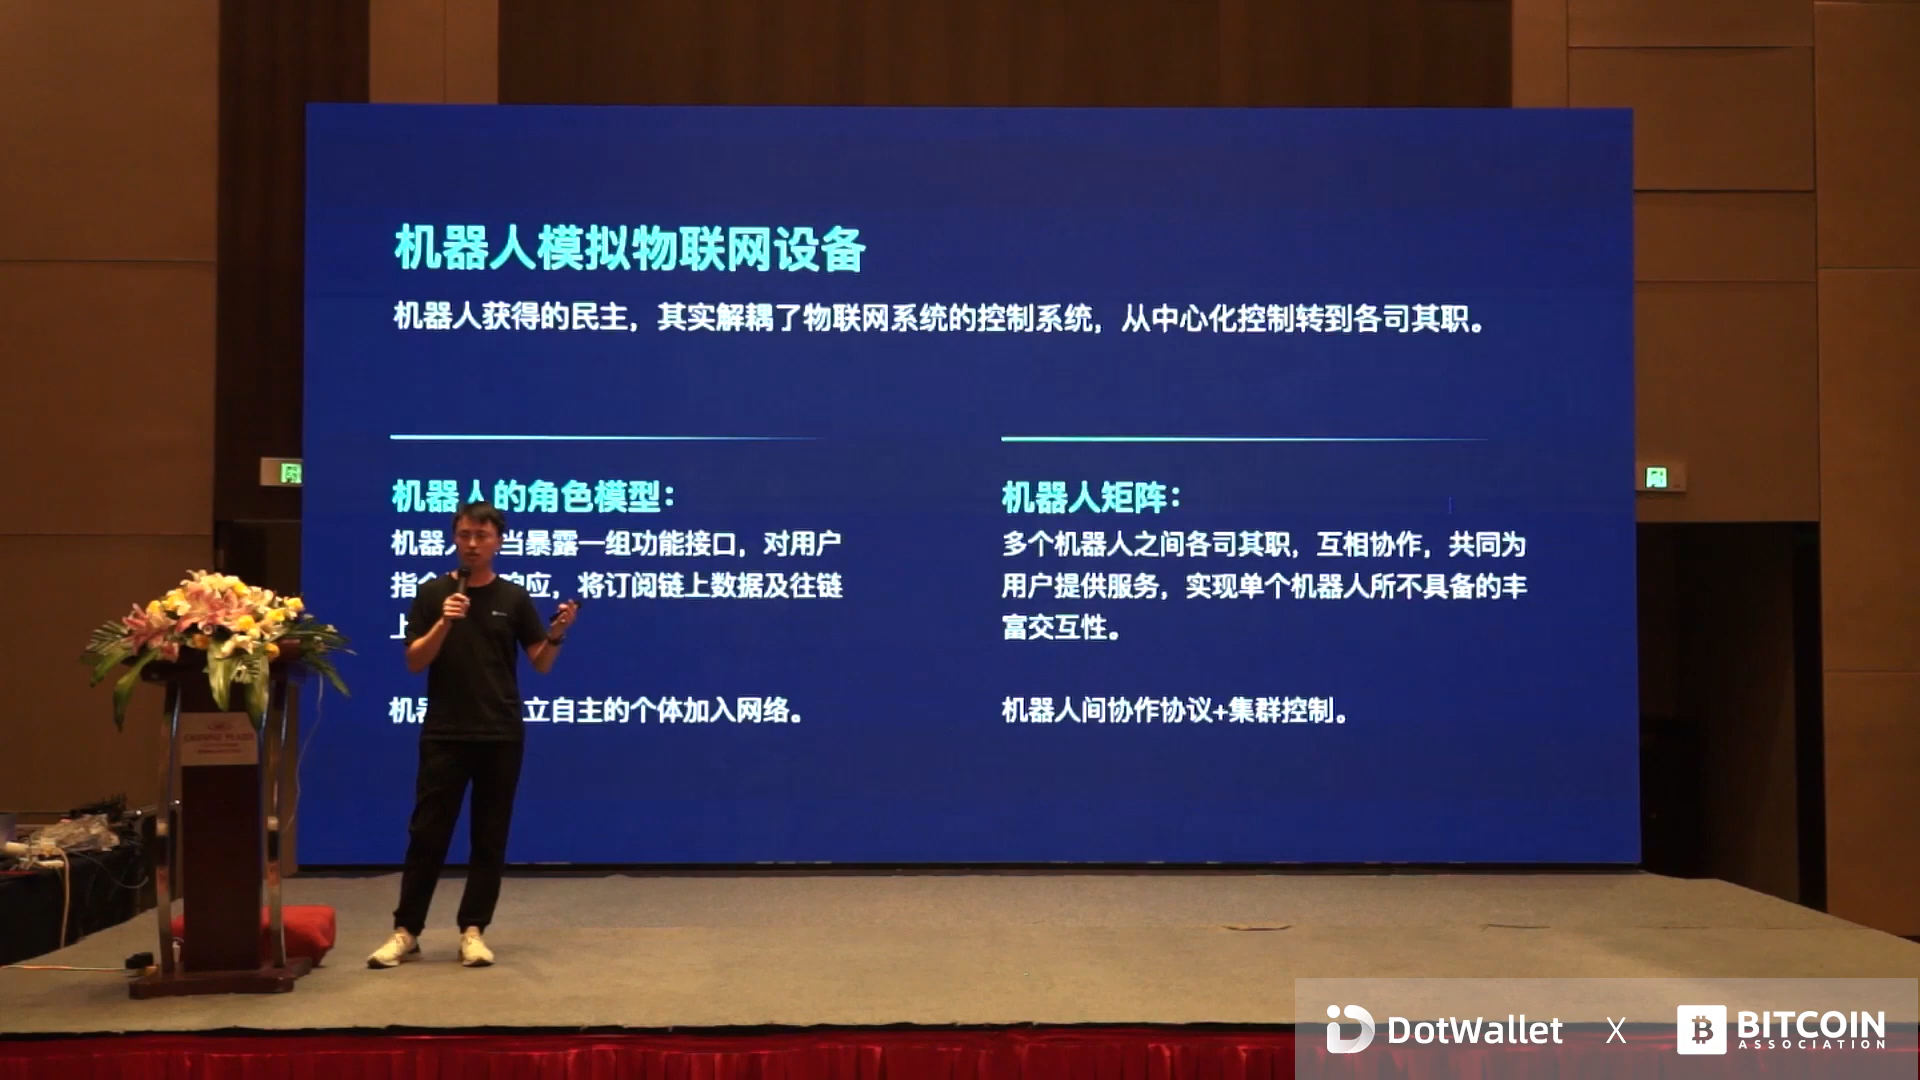 机器人模拟物联网设备
机器人获得的民主，其实解耦了物联网系统的控制系统，从中心化控制转到各司其职。
机器人的角色模型：
机器 当暴露一组功能接口，对用户
指 响应，将订阅链上数据及往链
上
机 立自主的个体加入网络。
机器人矩阵：
多个机器人之间各司其职，互相协作，共同为
用户提供服务，实现单个机器人所不具备的丰
富交互性。
机器人间协作协议+集群控制。
DotWallet X BITCOIN
ASSOCIATION